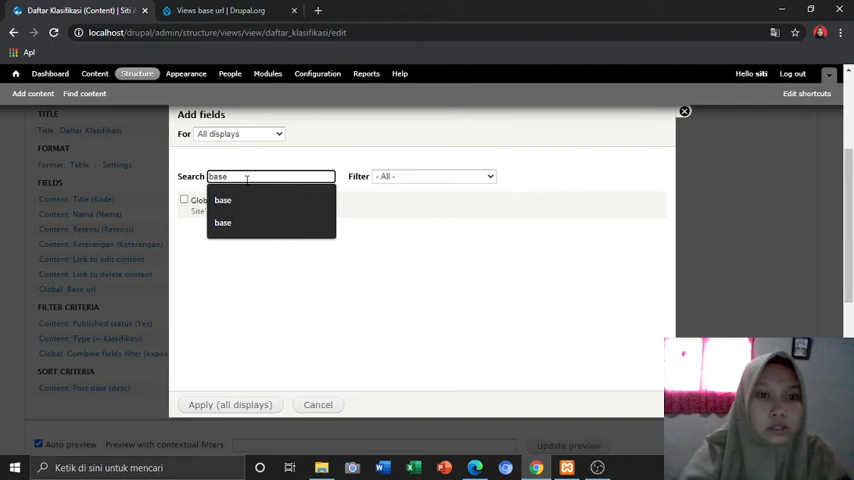 Daftar Klasifikasi (Content) | Siti A
Views base url | Drupal.org
localhost/drupal/admin/structure/views/view/daftar_klasifikasi/edit
Apl
Dashboard Content Structure Appearance People Modules Configuration Reports Help
Hello siti Log out
Add content Find content
Edit shortcuts
TITLE
Title: Daftar Klasifikasi
FORMAT
Format: Table | Settings
FIELDS
Content: Title (Kode)
Content: Nama (Nama)
Content: Retensi (Retensi)
Content: Keterangan (Keterangan)
Content: Link to edit content
Content: Link to delete content
Global: Base url
FILTER CRITERIA
Content: Published status (Yes)
Content: Type (= Klasifikasi)
Global: Combine fields filter (expos
SORT CRITERIA
Content: Post date (desc)
Add fields
For All displays
Search base
Filter - All -
Glob
Site'
base
base
Apply (all displays) Cancel
Auto preview Preview with contextual filters:
Update preview
Ketik di sini untuk mencari